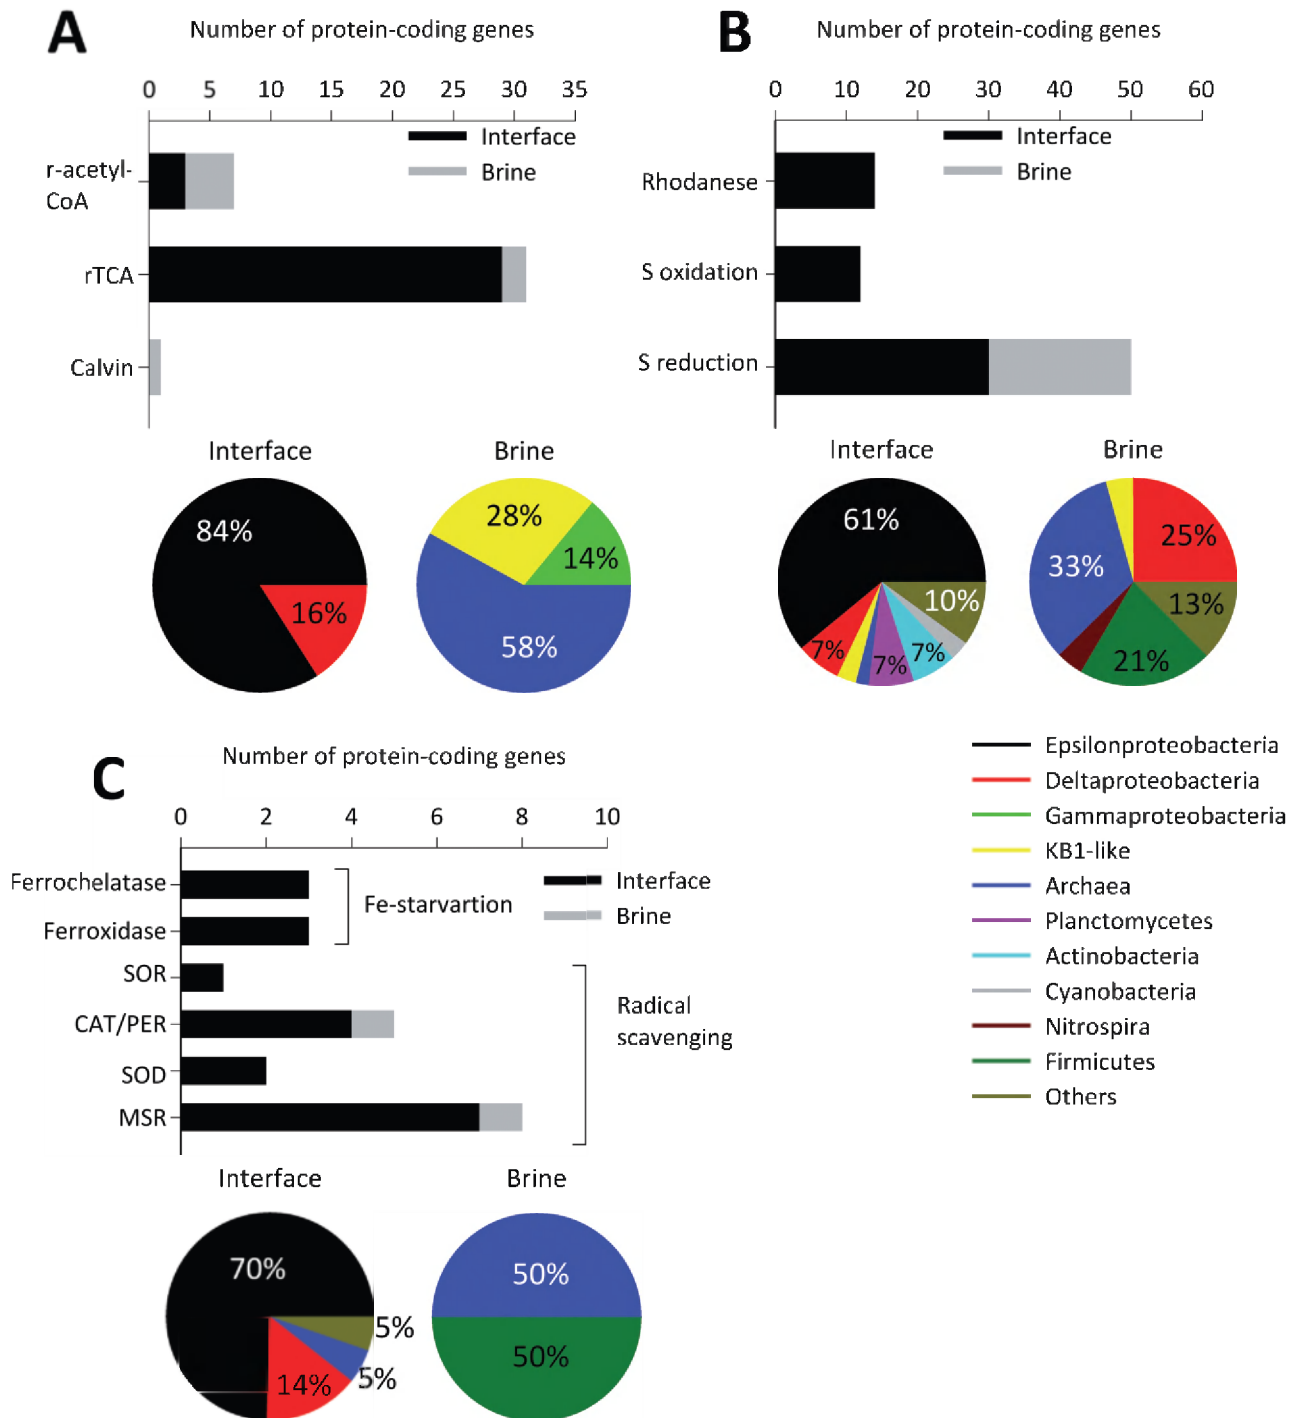 A
Number of protein-coding genes
0 5 10 15 20 25 30 35
Interface
Brine
r-acetyl-
CoA
rTCA
Calvin
Interface
Brine
84%
16%
28%
14%
58%
B
Number of protein-coding genes
0 10 20 30 40 50 60
Interface
Brine
Rhodanese
S oxidation
S reduction
Interface
Brine
61%
10%
7%
7%
7%
25%
33%
13%
21%
C
Number of protein-coding genes
0 2 4 6 8 10
Interface
Brine
Ferrochelatase
Ferroxidase
Fe-starvartion
SOR
CAT/PER
SOD
MSR
Radical
scavenging
Interface
Brine
70%
5%
5%
14%
50%
50%
Epsilonproteobacteria
Deltaproteobacteria
Gammaproteobacteria
KB1-like
Archaea
Planctomycetes
Actinobacteria
Cyanobacteria
Nitrospira
Firmicutes
Others